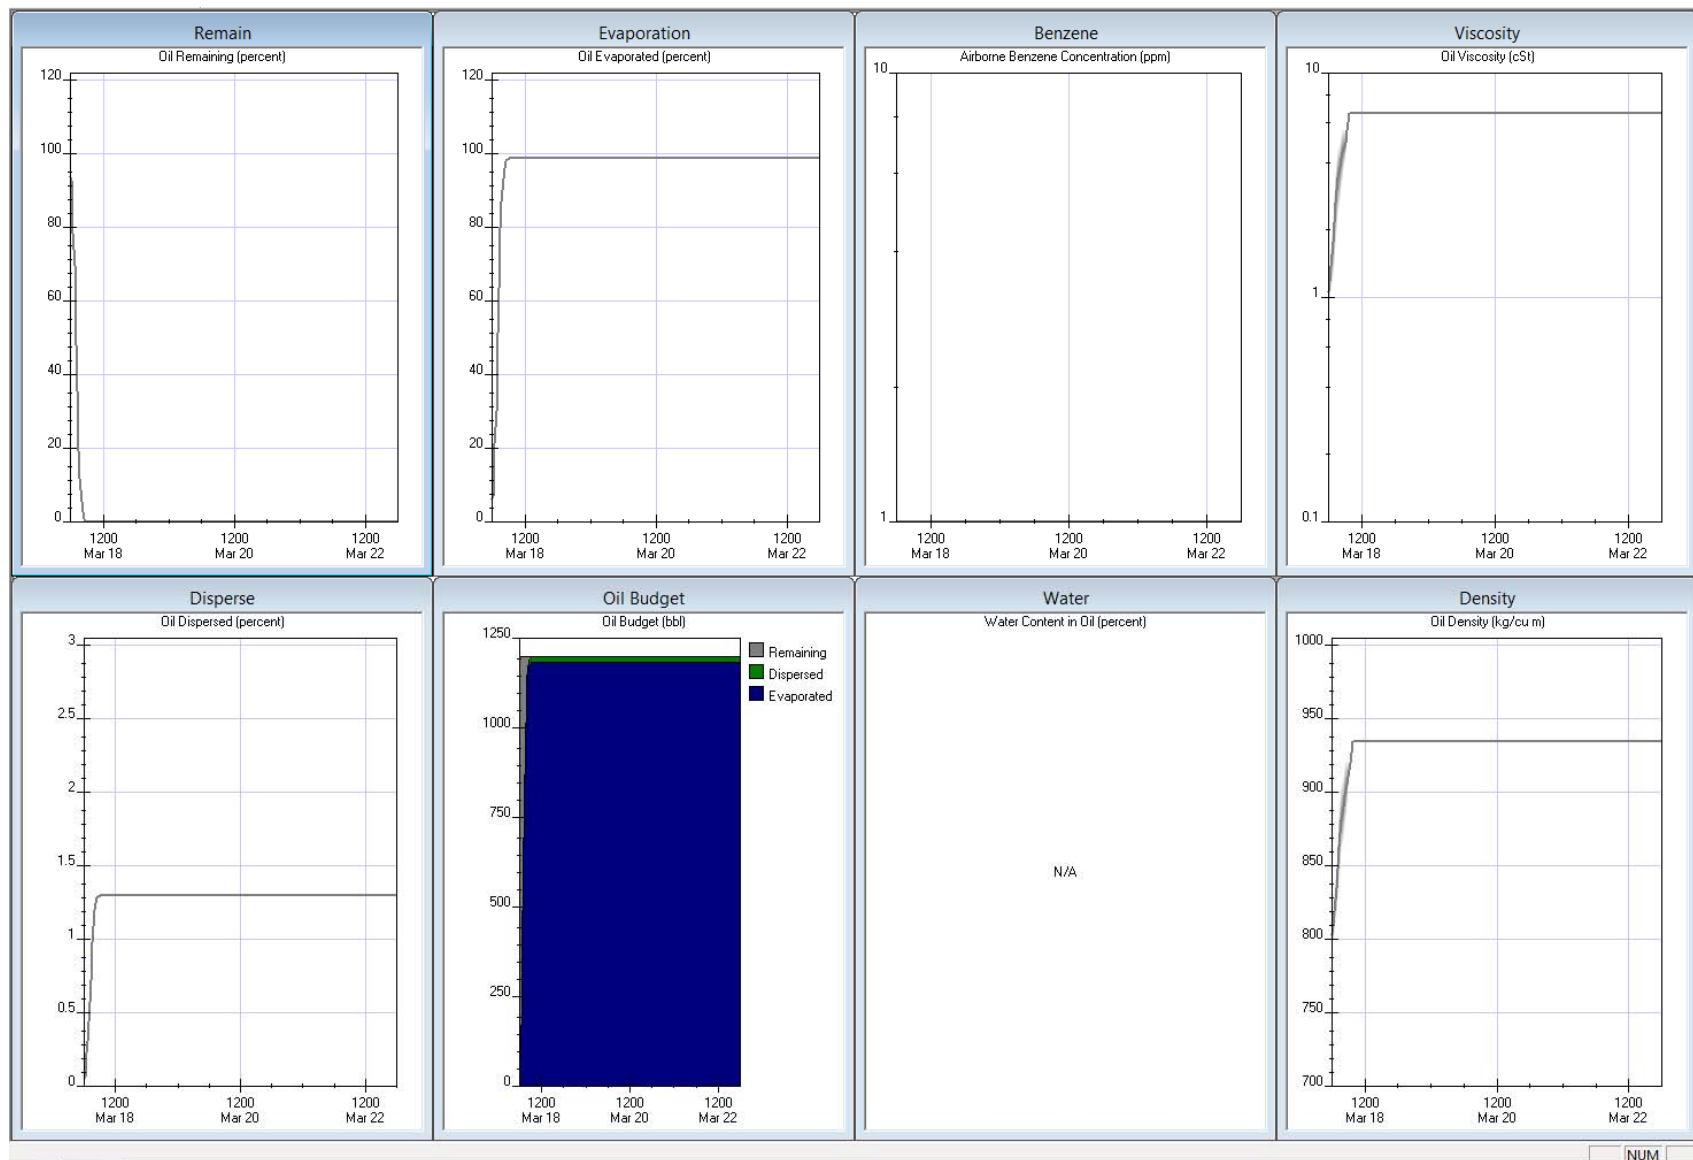 Remain
Oil Remaining (percent)
120
100
80
60
40
20
0
1200 1200 1200
Mar 18 Mar 20 Mar 22
Evaporation
Oil Evaporated (percent)
120
100
80
60
40
20
0
1200 1200 1200
Mar 18 Mar 20 Mar 22
Benzene
Airborne Benzene Concentration (ppm)
10
1
1200 1200 1200
Mar 18 Mar 20 Mar 22
Viscosity
Oil Viscosity (cSt)
10
1
0.1
1200 1200 1200
Mar 18 Mar 20 Mar 22
Disperse
Oil Dispersed (percent)
3
2.5
2
1.5
1
0.5
0
1200 1200 1200
Mar 18 Mar 20 Mar 22
Oil Budget
Oil Budget (bbl)
1250
1000
750
500
250
0
1200 1200 1200
Mar 18 Mar 20 Mar 22
Remaining
Dispersed
Evaporated
Water
Water Content in Oil (percent)
N/A
Density
Oil Density (kg/cu m)
1000
950
900
850
800
750
700
1200 1200 1200
Mar 18 Mar 20 Mar 22
NUM